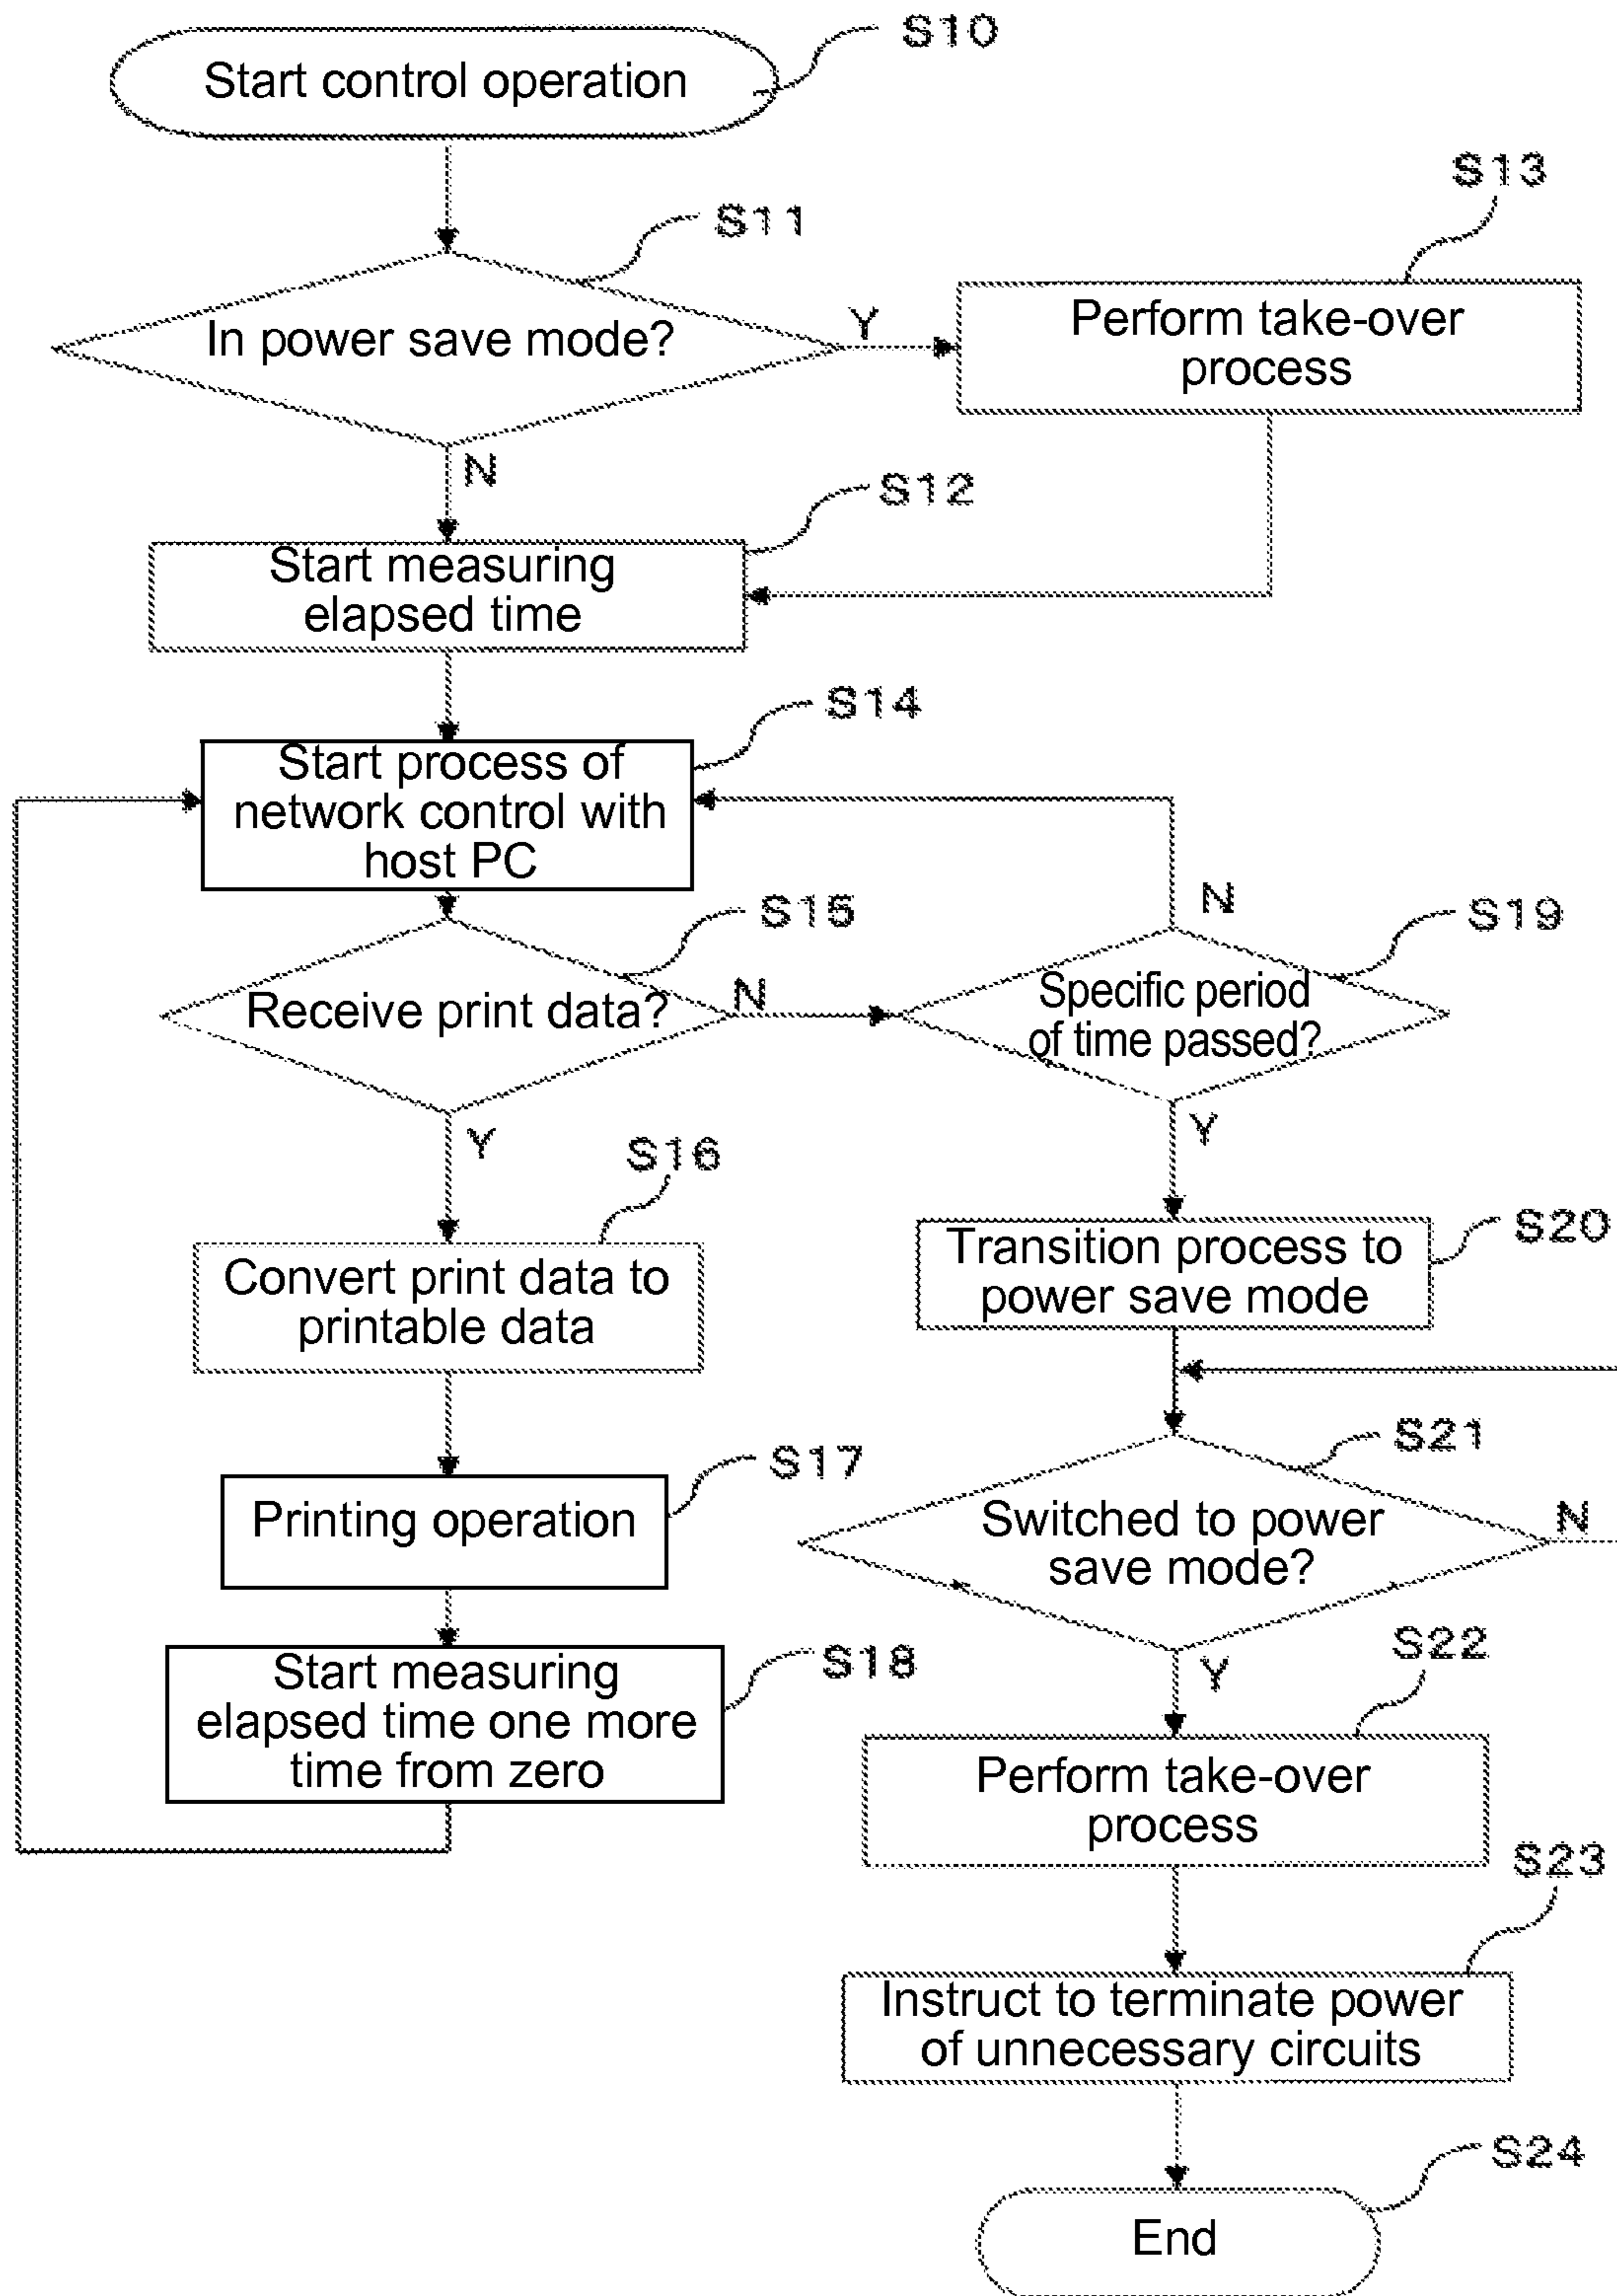 S10
Start control operation
S13
S11
In power save mode?
Y
Perform take-over
process
N
S12
Start measuring
elapsed time
S14
Start process of
network control with
host PC
S15
N
S19
Receive print data?
N
Specific period
of time passed?
Y
Y
S16
Convert print data to
printable data
Transition process to
power save mode
S20
S21
S17
Printing operation
Switched to power
save mode?
N
S18
Start measuring
elapsed time one more
time from zero
Y
S22
Perform take-over
process
S23
Instruct to terminate power
of unnecessary circuits
S24
End